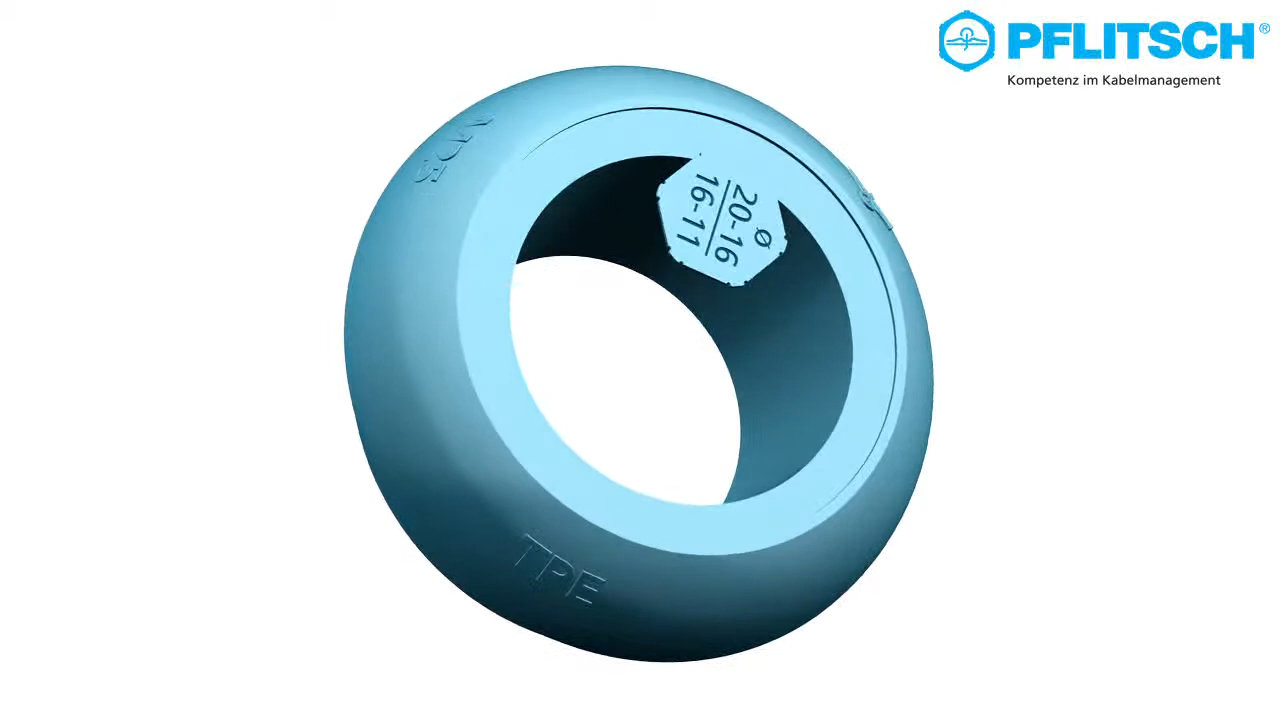 PFLITSCH®
Kompetenz im Kabelmanagement
Ø
20-16
16-11
TPE